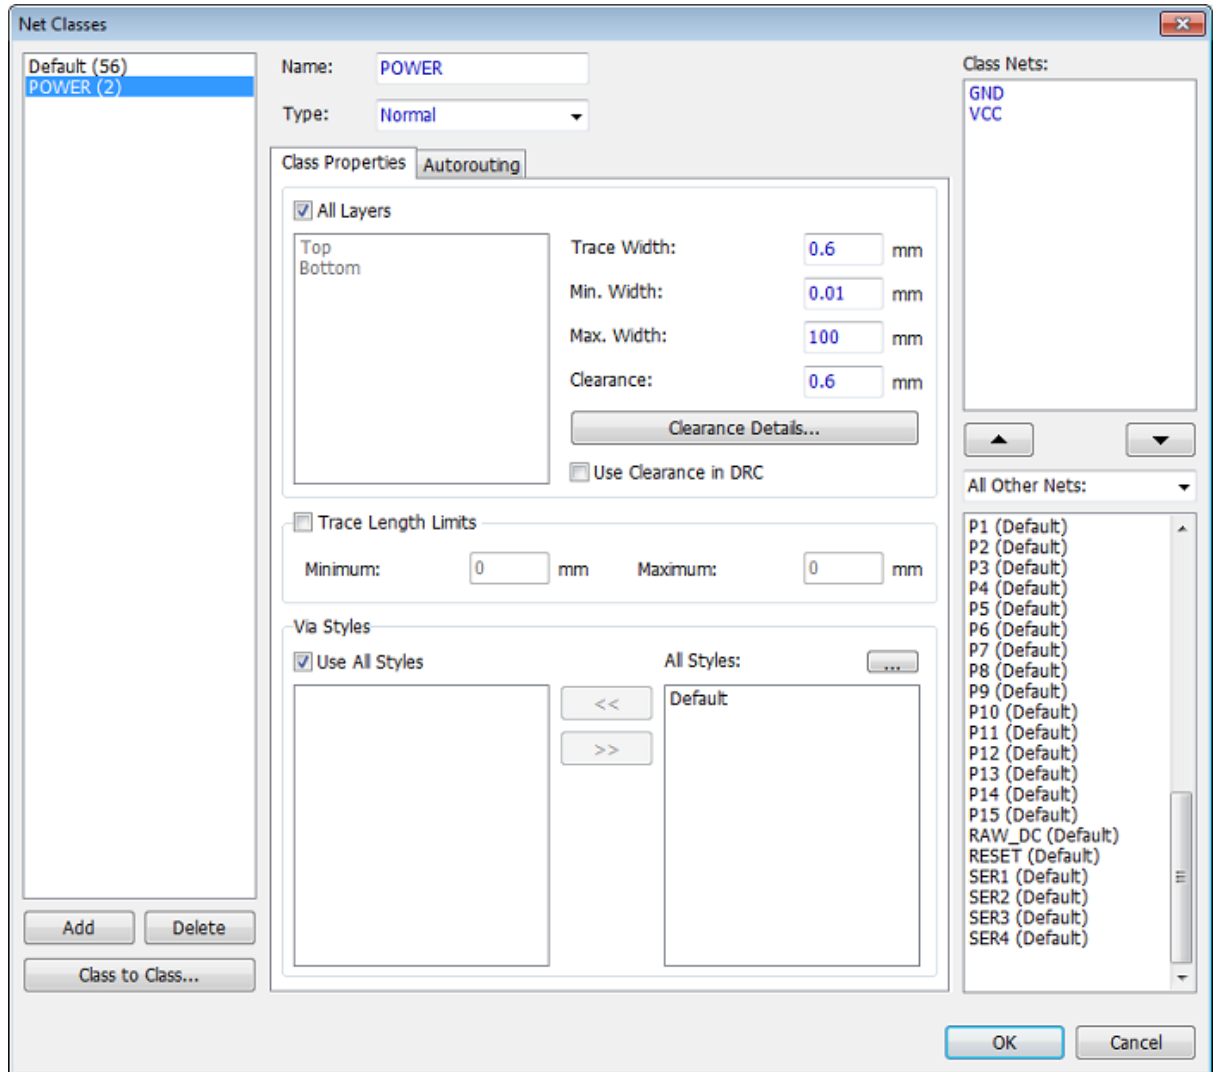 Net Classes
Default (56)
POWER (2)
Add
Delete
Class to Class...
Name:
POWER
Type:
Normal
Class Properties
Autorouting
All Layers
Top
Bottom
Trace Width:
0.6
mm
Min. Width:
0.01
mm
Max. Width:
100
mm
Clearance:
0.6
mm
Clearance Details...
Use Clearance in DRC
Trace Length Limits
Minimum:
0
mm
Maximum:
0
mm
Via Styles
Use All Styles
All Styles:
...
<<
>>
Default
Class Nets:
GND
VCC
All Other Nets:
P1 (Default)
P2 (Default)
P3 (Default)
P4 (Default)
P5 (Default)
P6 (Default)
P7 (Default)
P8 (Default)
P9 (Default)
P10 (Default)
P11 (Default)
P12 (Default)
P13 (Default)
P14 (Default)
P15 (Default)
RAW_DC (Default)
RESET (Default)
SER1 (Default)
SER2 (Default)
SER3 (Default)
SER4 (Default)
OK
Cancel